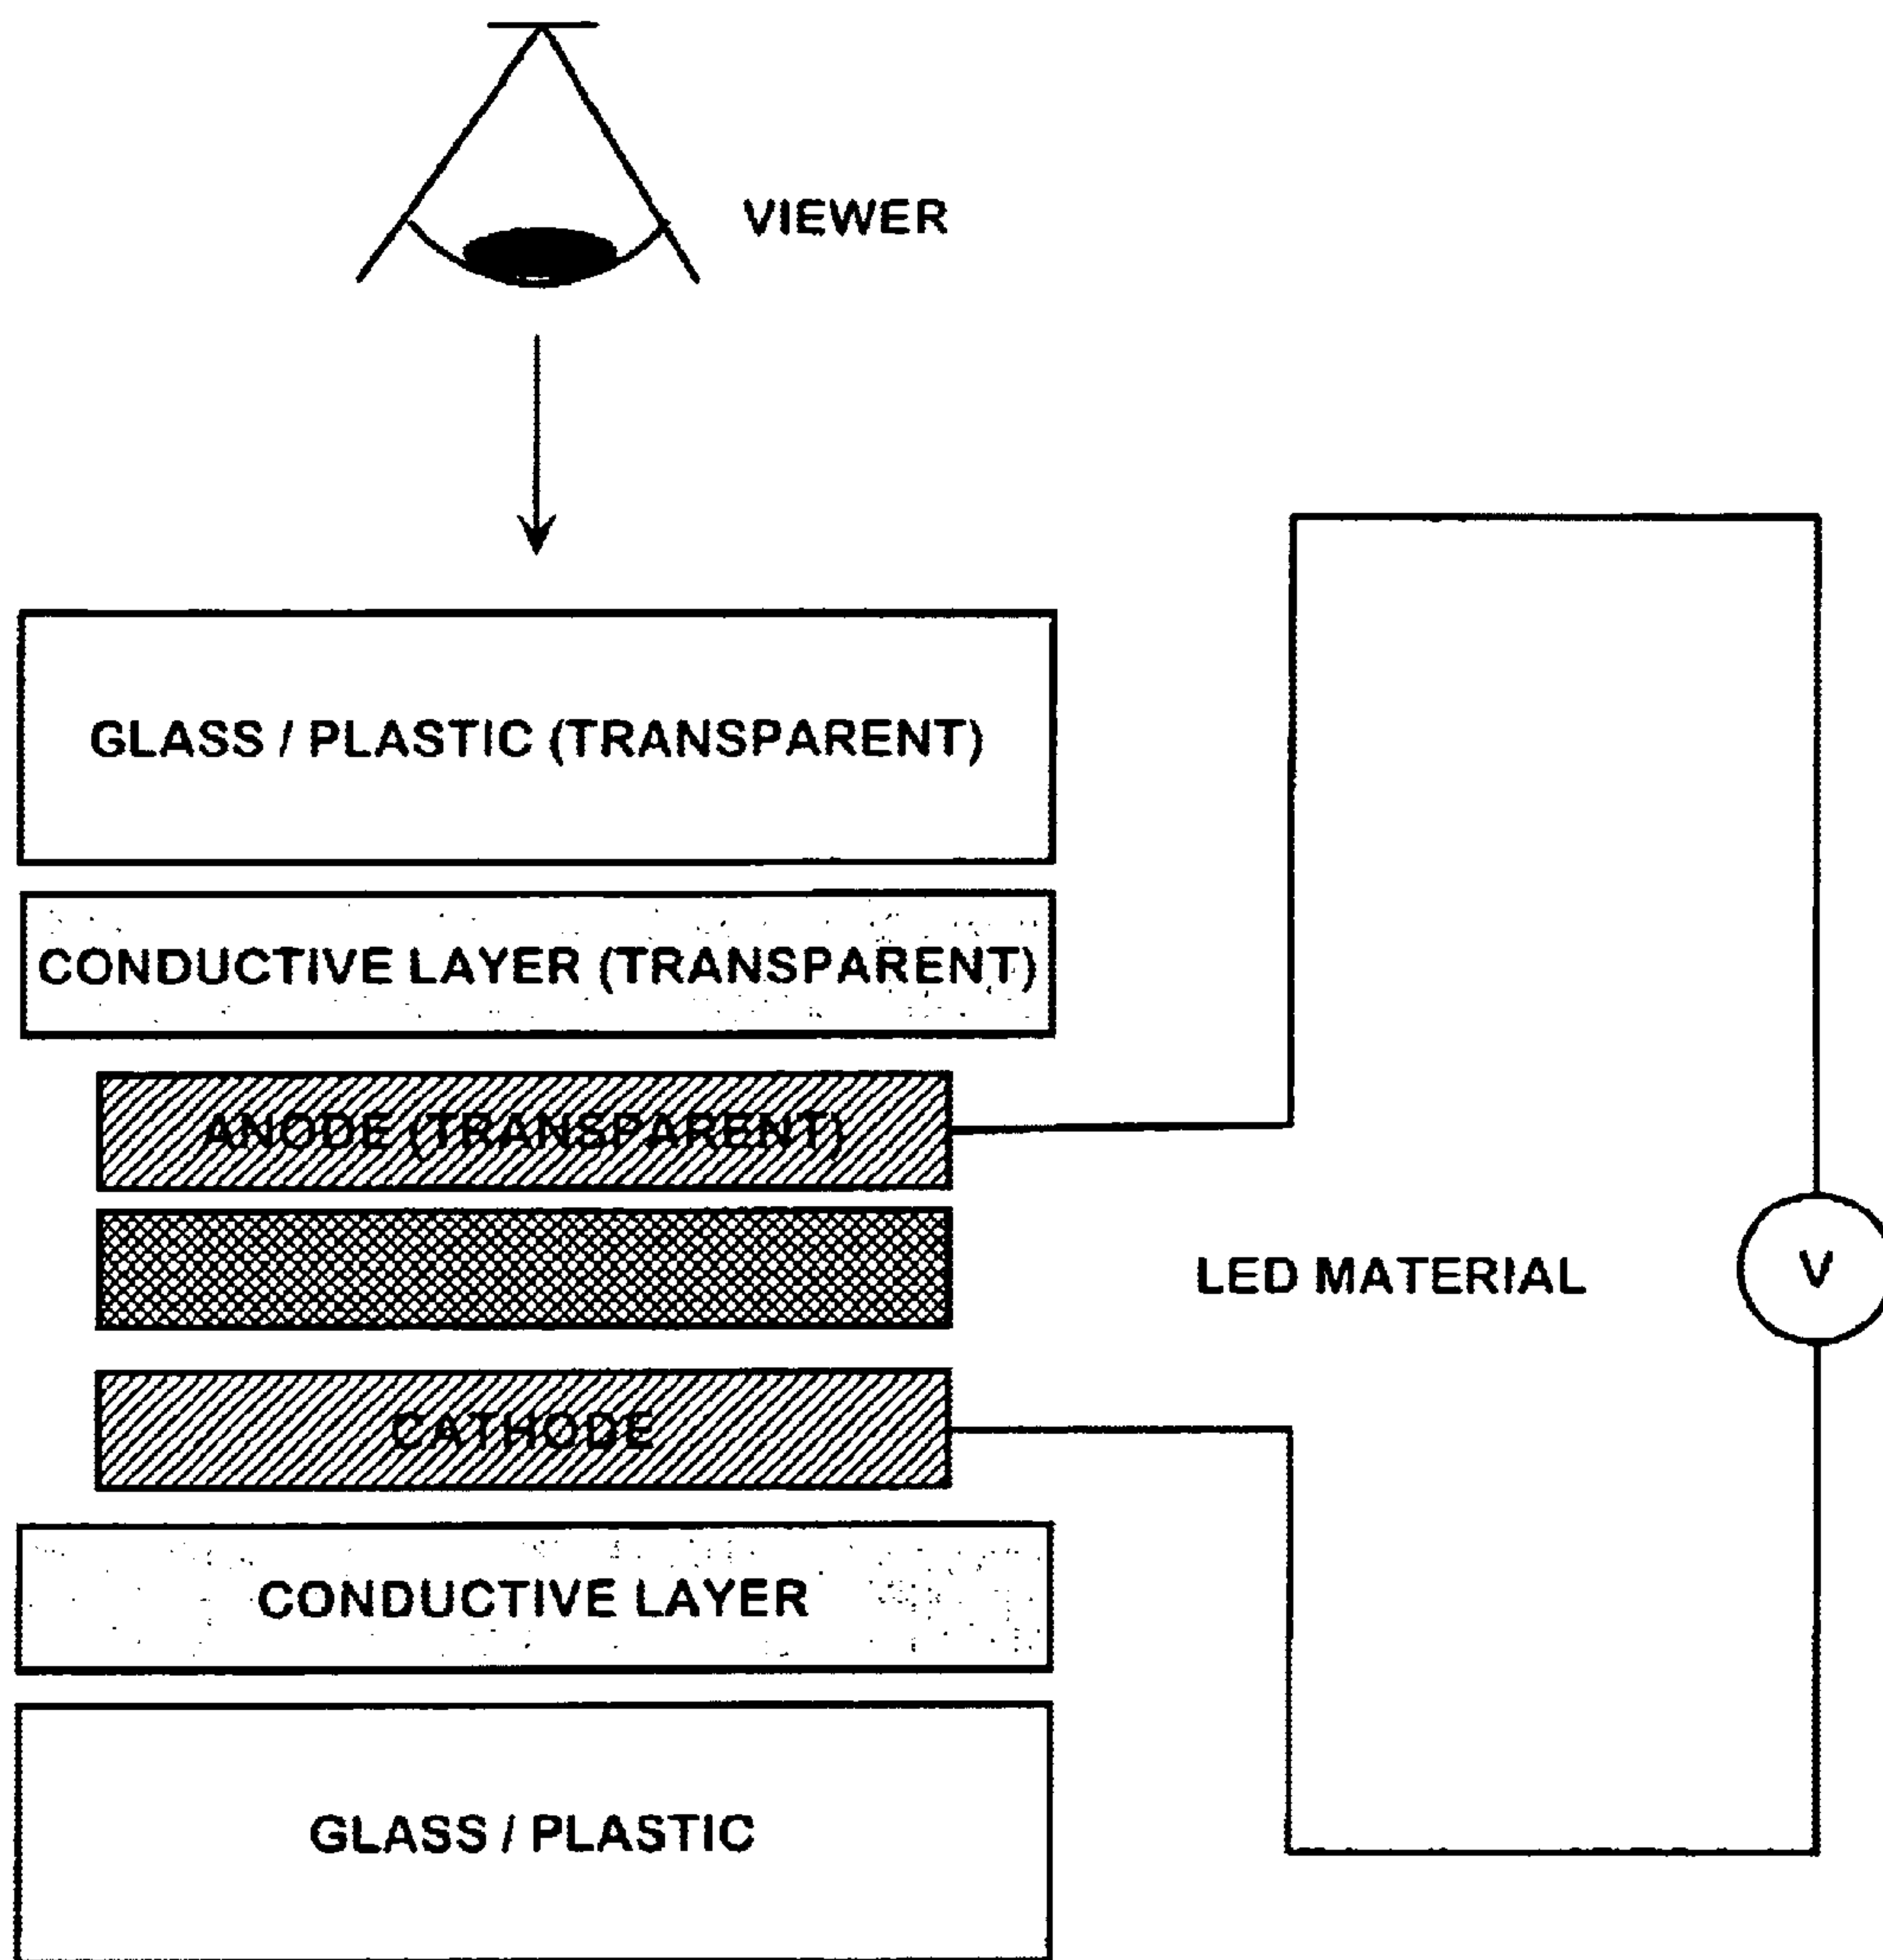 VIEWER
GLASS / PLASTIC (TRANSPARENT)
CONDUCTIVE LAYER (TRANSPARENT)
ANODE (TRANSPARENT)
LED MATERIAL
V
CATHODE
CONDUCTIVE LAYER
GLASS / PLASTIC